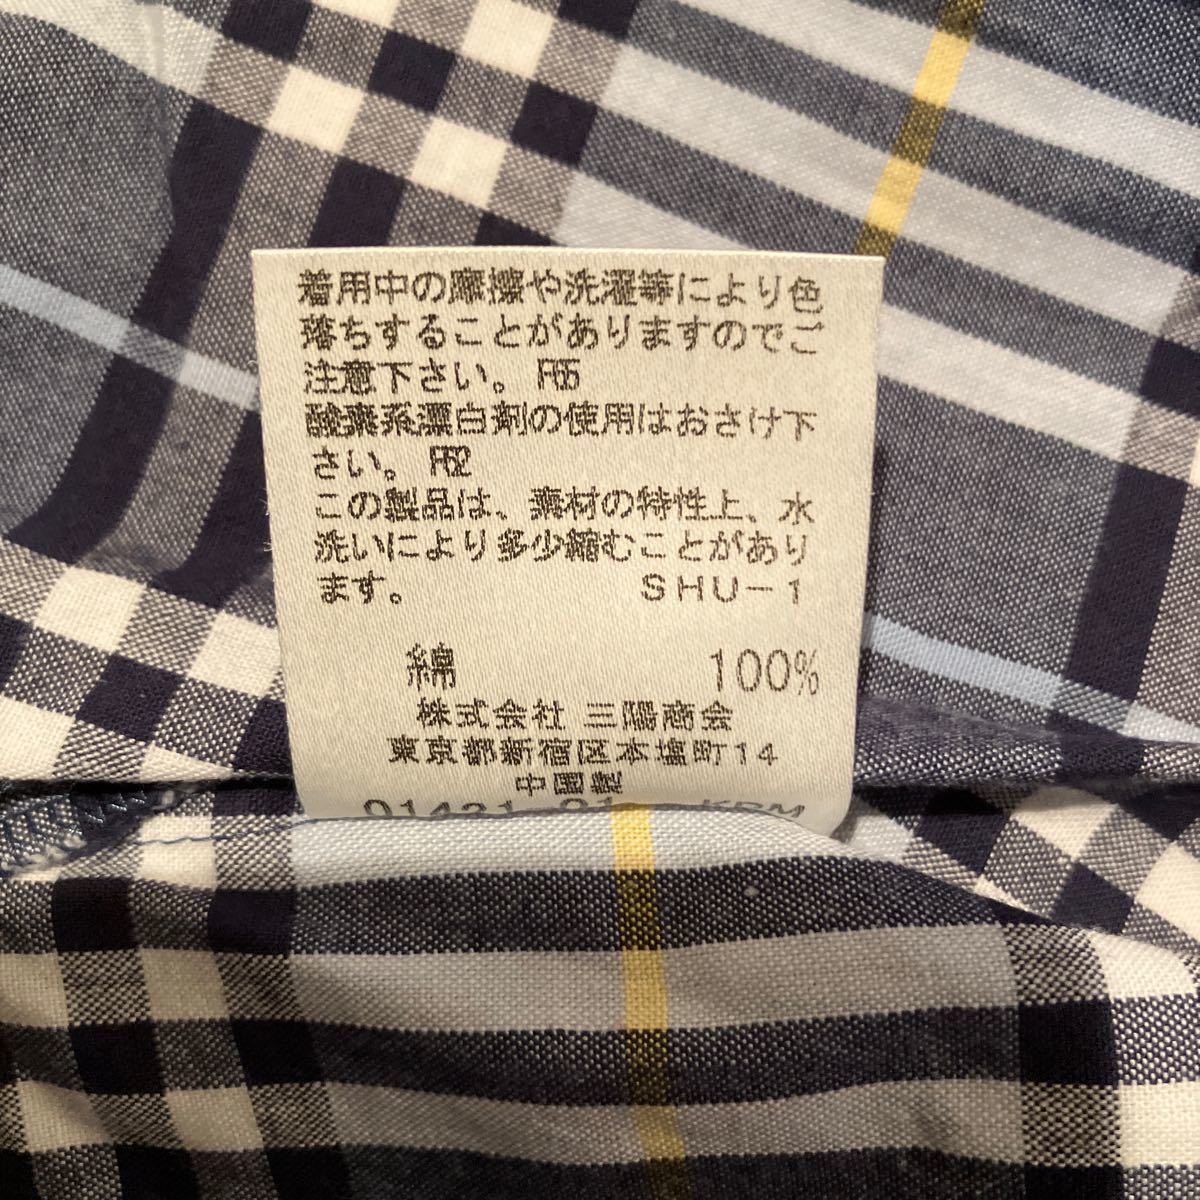 着用中の摩擦や洗濯等により色
落ちすることがありますのでご
注意下さい。 F65
酸素系漂白剤の使用はおさけ下
さい。 F62
この製品は、素材の特性上、水
洗いにより多少縮むことがあり
ます。 SHU-1
綿 100%
株式会社 三陽商会
東京都新宿区本塩町14
中国製
01421 01 KRM